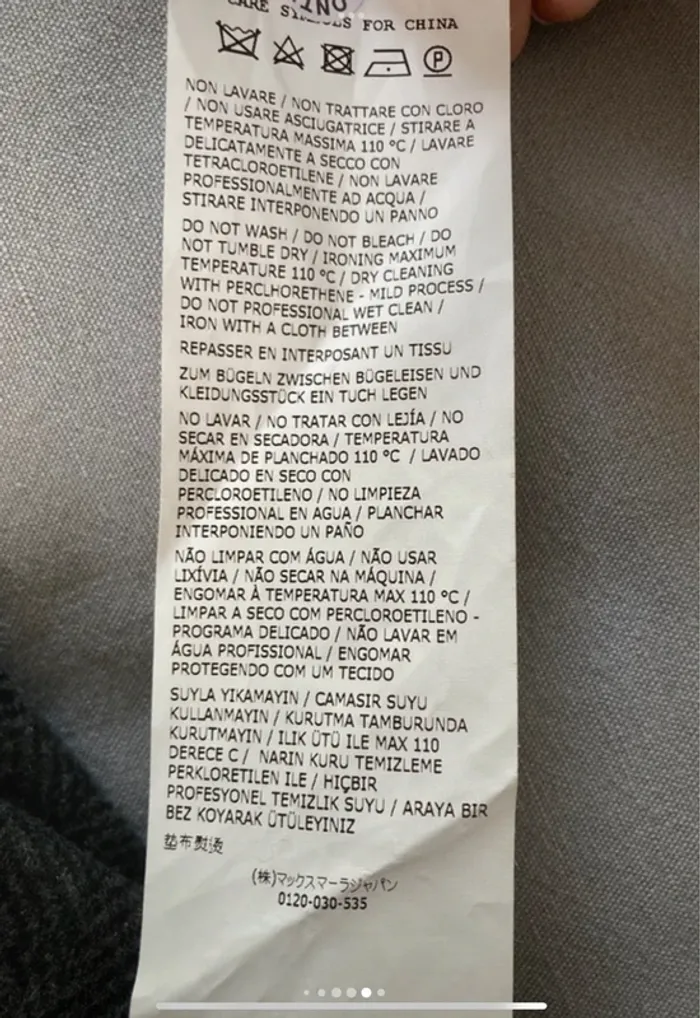 CARE SYMBOLS FOR CHINA
P
NON LAVARE / NON TRATTARE CON CLORO
/ NON USARE ASCIUGATRICE / STIRARE A
TEMPERATURA MASSIMA 110 °C / LAVARE
DELICATAMENTE A SECCO CON
TETRACLOROETILENE / NON LAVARE
PROFESSIONALMENTE AD ACQUA /
STIRARE INTERPONENDO UN PANNO
DO NOT WASH / DO NOT BLEACH / DO
NOT TUMBLE DRY / IRONING MAXIMUM
TEMPERATURE 110 °C / DRY CLEANING
WITH PERCLHORETHENE - MILD PROCESS /
DO NOT PROFESSIONAL WET CLEAN /
IRON WITH A CLOTH BETWEEN
REPASSER EN INTERPOSANT UN TISSU
ZUM BÜGELN ZWISCHEN BÜGELEISEN UND
KLEIDUNGSSTÜCK EIN TUCH LEGEN
NO LAVAR / NO TRATAR CON LEJÍA / NO
SECAR EN SECADORA / TEMPERATURA
MÁXIMA DE PLANCHADO 110 °C / LAVADO
DELICADO EN SECO CON
PERCLOROETILENO / NO LIMPIEZA
PROFESSIONAL EN AGUA / PLANCHAR
INTERPONIENDO UN PAÑO
NÃO LIMPAR COM ÁGUA / NÃO USAR
LIXÍVIA / NÃO SECAR NA MÁQUINA /
ENGOMAR À TEMPERATURA MAX 110 °C /
LIMPAR A SECO COM PERCLOROETILENO -
PROGRAMA DELICADO / NÃO LAVAR EM
ÁGUA PROFISSIONAL / ENGOMAR
PROTEGENDO COM UM TECIDO
SUYLA YIKAMAYIN / CAMASIR SUYU
KULLANMAYIN / KURUTMA TAMBURUNDA
KURUTMAYIN / ILIK ÜTÜ ILE MAX 110
DERECE C / NARIN KURU TEMIZLEME
PERKLORETILEN ILE / HIÇBIR
PROFESYONEL TEMIZLIK SUYU / ARAYA BIR
BEZ KOYARAK ÜTÜLEYINIZ
垫布熨烫
(株)マックスマーラジャパン
0120-030-535